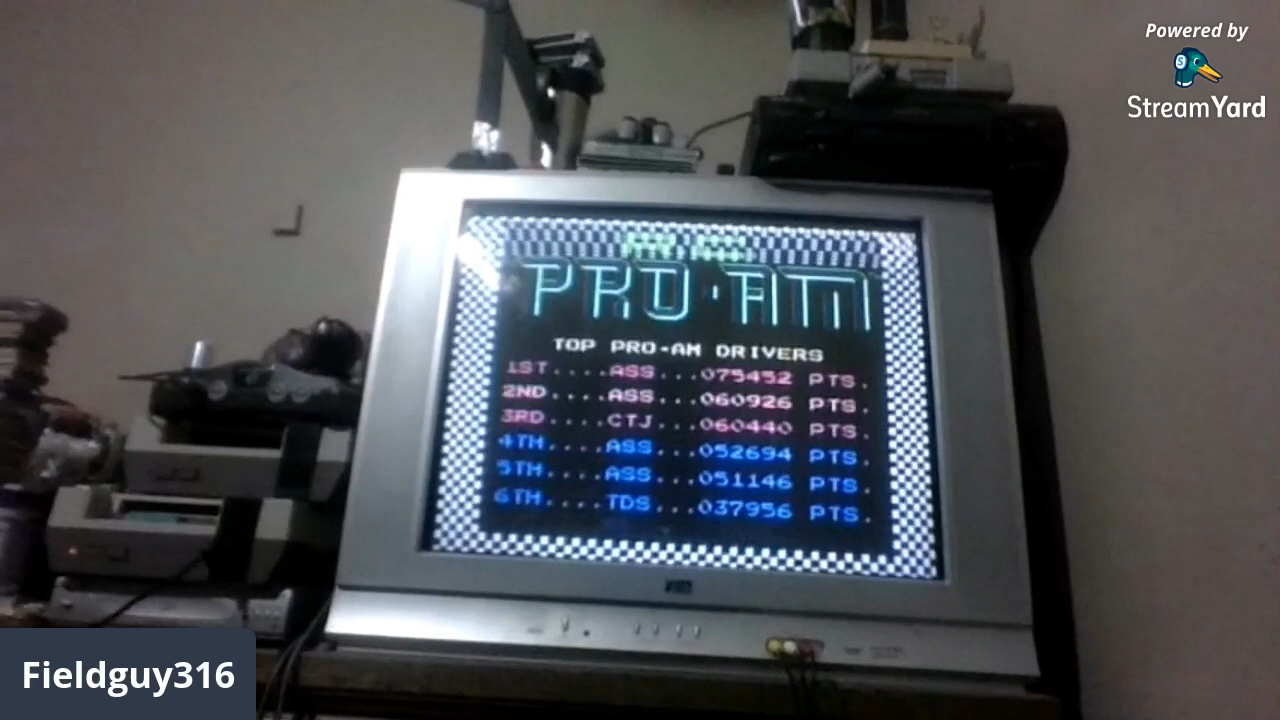 Powered by
StreamYard
PRO-AM
TOP PRO-AM DRIVERS
1ST....ASS...075452 PTS.
2ND....ASS...060926 PTS.
3RD....CTJ...060440 PTS.
4TH....ASS...052694 PTS.
5TH....ASS...051146 PTS.
6TH....TDS...037956 PTS.
Fieldguy316